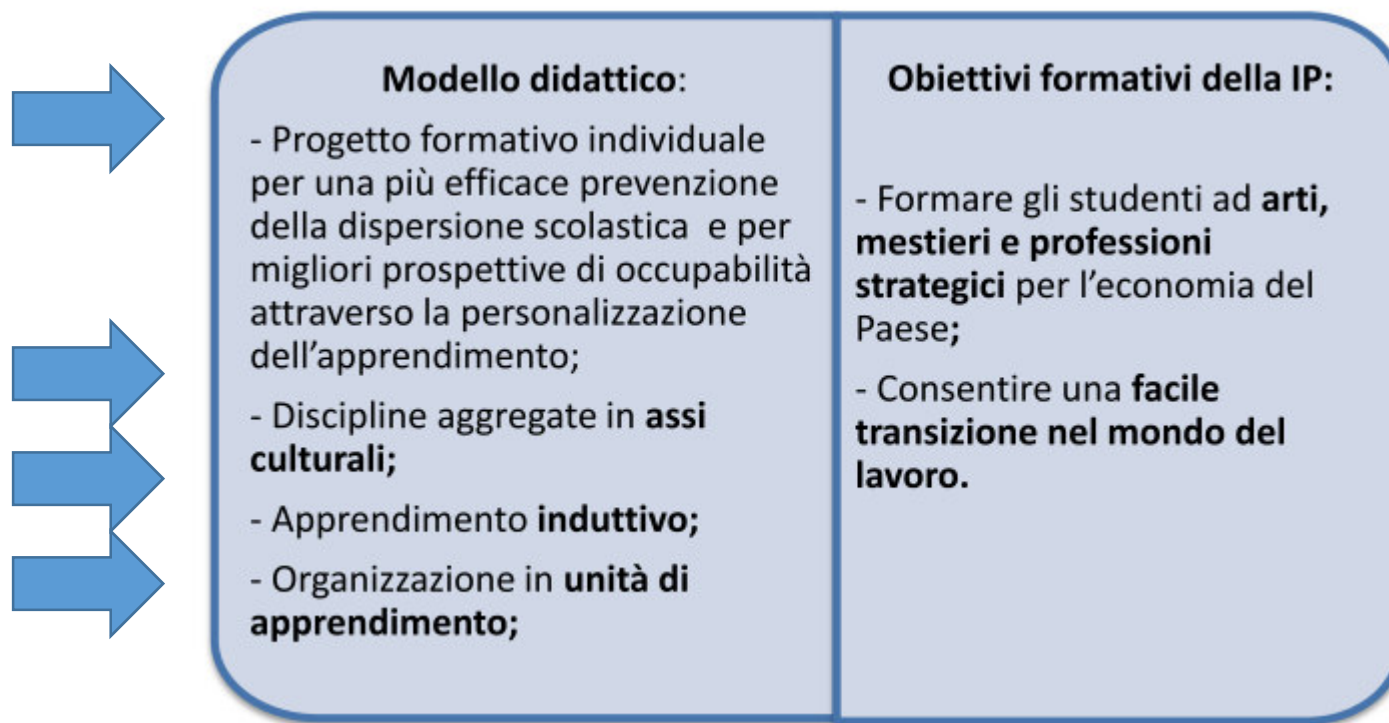 Modello didattico:
- Progetto formativo individuale
per una più efficace prevenzione
della dispersione scolastica e per
migliori prospettive di occupabilità
attraverso la personalizzazione
dell’apprendimento;
- Discipline aggregate in assi
culturali;
- Apprendimento induttivo;
- Organizzazione in unità di
apprendimento;
Obiettivi formativi della IP:
- Formare gli studenti ad arti,
mestieri e professioni
strategici per l’economia del
Paese;
- Consentire una facile
transizione nel mondo del
lavoro.